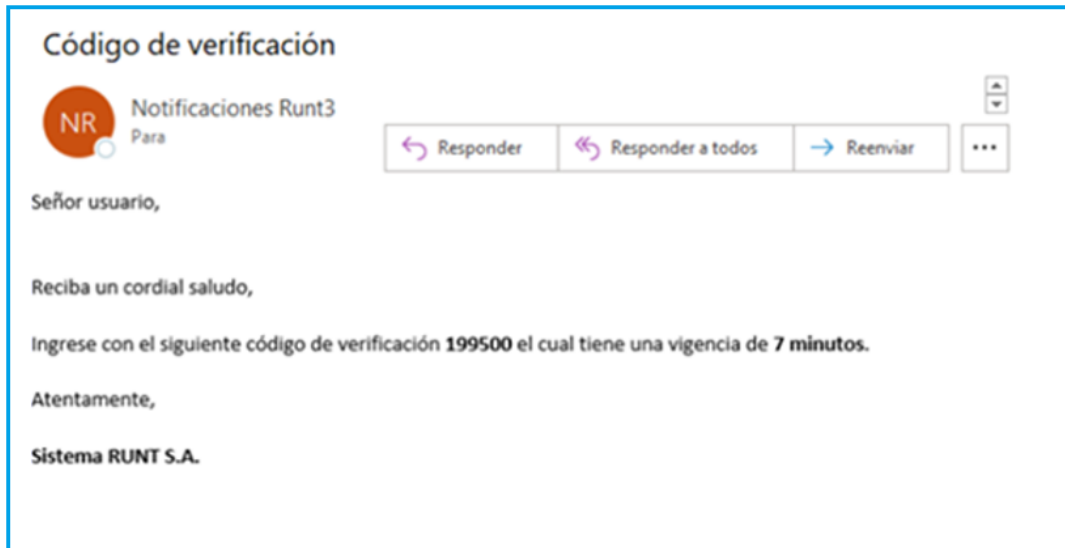 Código de verificación
NR
Notificaciones Runt3
Para
Responder
Responder a todos
Reenviar
Señor usuario,
Reciba un cordial saludo,
Ingrese con el siguiente código de verificación 199500 el cual tiene una vigencia de 7 minutos.
Atentamente,
Sistema RUNT S.A.